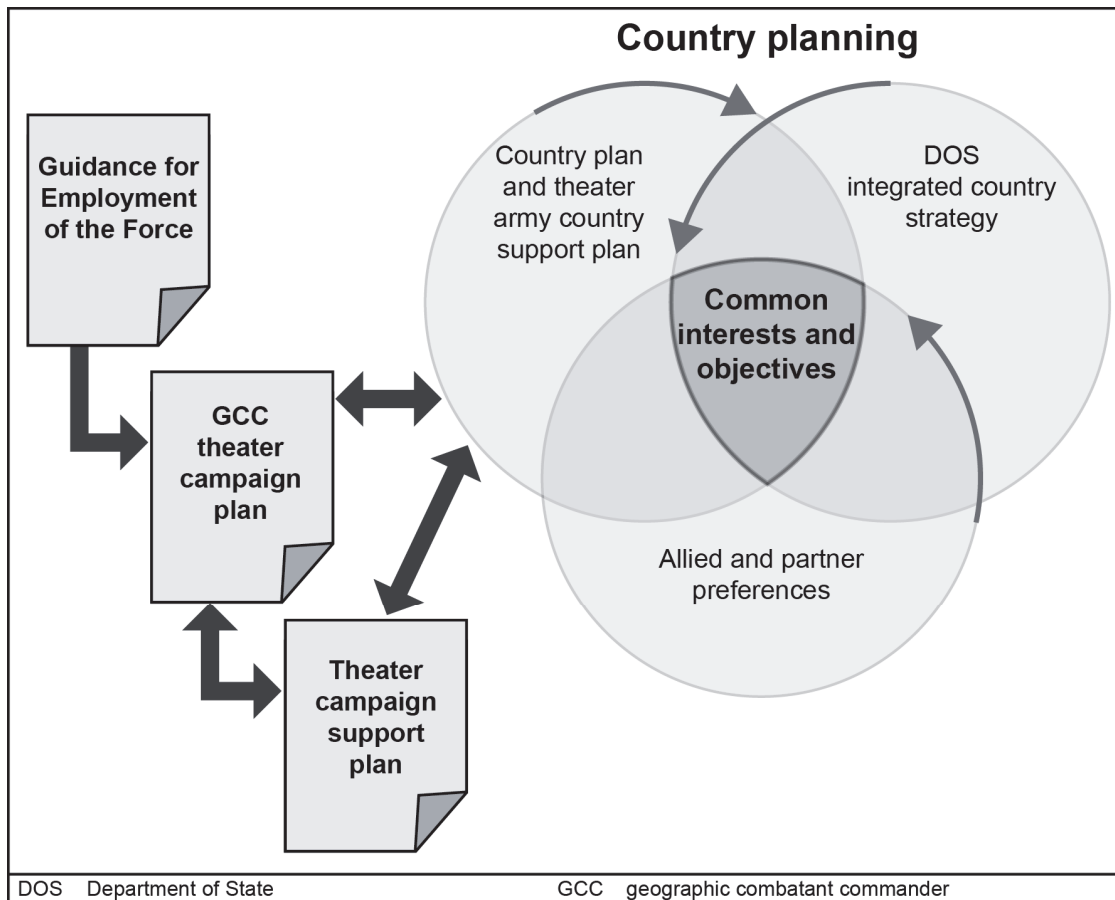 Country planning
Guidance for
Employment
of the Force
GCC
theater
campaign
plan
Theater
campaign
support
plan
Country plan
and theater
army country
support plan
DOS
integrated country
strategy
Common
interests and
objectives
Allied and partner
preferences
DOS Department of State
GCC geographic combatant commander